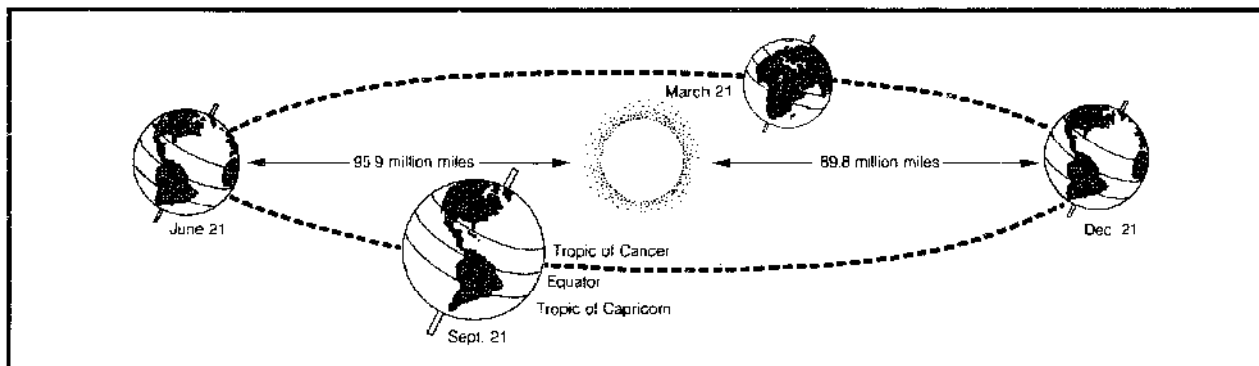 March 21
95.9 million miles
89.8 million miles
June 21
Dec. 21
Tropic of Cancer
Equator
Tropic of Capricorn
Sept. 21